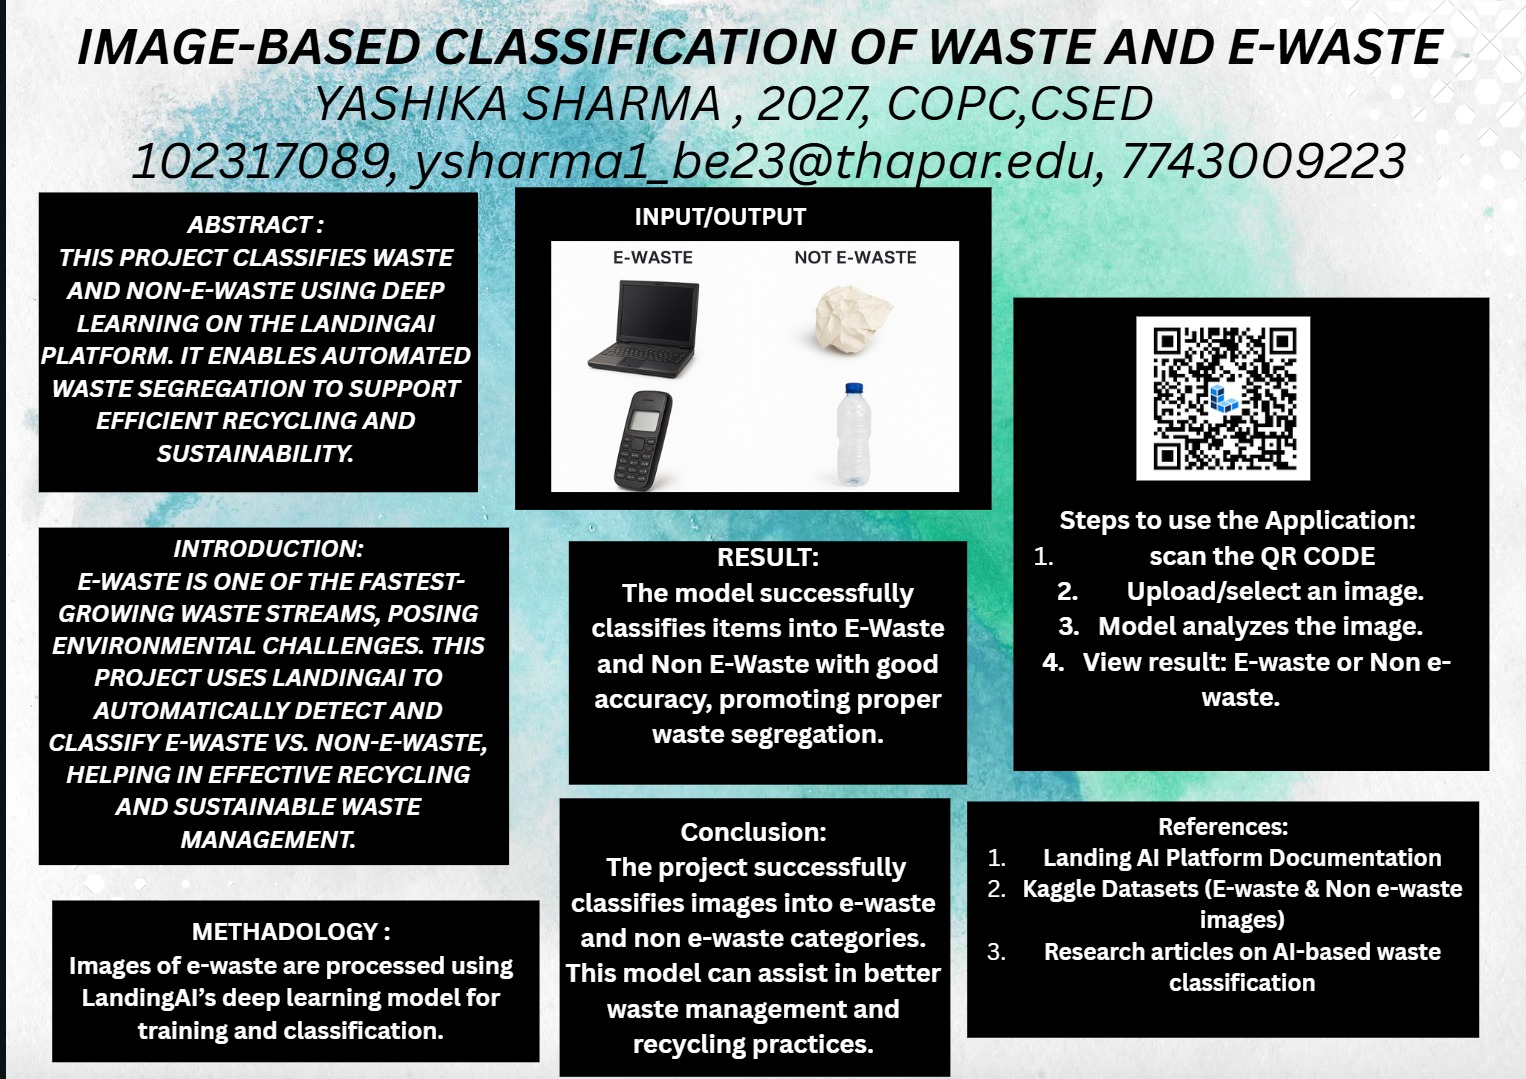 IMAGE-BASED CLASSIFICATION OF WASTE AND E-WASTE
YASHIKA SHARMA , 2027, COPC,CSED
102317089, ysharma1_be23@thapar.edu, 7743009223
ABSTRACT :
THIS PROJECT CLASSIFIES WASTE
AND NON-E-WASTE USING DEEP
LEARNING ON THE LANDINGAI
PLATFORM. IT ENABLES AUTOMATED
WASTE SEGREGATION TO SUPPORT
EFFICIENT RECYCLING AND
SUSTAINABILITY.
INTRODUCTION:
E-WASTE IS ONE OF THE FASTEST-
GROWING WASTE STREAMS, POSING
ENVIRONMENTAL CHALLENGES. THIS
PROJECT USES LANDINGAI TO
AUTOMATICALLY DETECT AND
CLASSIFY E-WASTE VS. NON-E-WASTE,
HELPING IN EFFECTIVE RECYCLING
AND SUSTAINABLE WASTE
MANAGEMENT.
METHADOLOGY :
Images of e-waste are processed using
LandingAI’s deep learning model for
training and classification.
INPUT/OUTPUT
E-WASTE
NOT E-WASTE
RESULT:
The model successfully
classifies items into E-Waste
and Non E-Waste with good
accuracy, promoting proper
waste segregation.
Conclusion:
The project successfully
classifies images into e-waste
and non e-waste categories.
This model can assist in better
waste management and
recycling practices.
Steps to use the Application:
1. scan the QR CODE
2. Upload/select an image.
3. Model analyzes the image.
4. View result: E-waste or Non e-
waste.
References:
1. Landing AI Platform Documentation
2. Kaggle Datasets (E-waste & Non e-waste
images)
3. Research articles on AI-based waste
classification